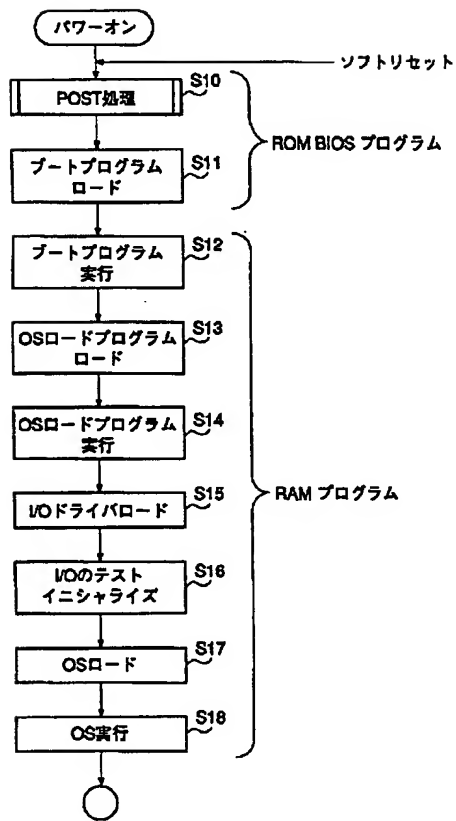 パワーオン
ソフトリセット
S10
POST処理
ROM BIOS プログラム
S11
ブートプログラム
ロード
S12
ブートプログラム
実行
S13
OSロードプログラム
ロード
S14
OSロードプログラム
実行
RAM プログラム
S15
I/Oドライバロード
S16
I/Oのテスト
イニシャライズ
S17
OSロード
S18
OS実行